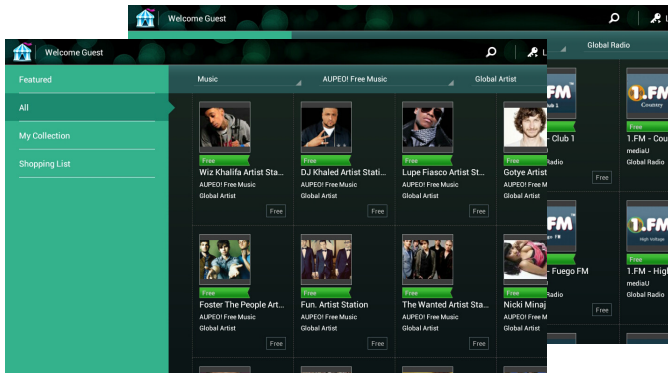 Welcome Guest
Global Radio
Welcome Guest
Featured
All
My Collection
Shopping List
Music
AUPEO! Free Music
Global Artist
Free
Wiz Khalifa Artist Sta...
AUPEO! Free Music
Global Artist
Free
Free
DJ Khaled Artist Stati...
AUPEO! Free Music
Global Artist
Free
Free
Lupe Fiasco Artist St...
AUPEO! Free Music
Global Artist
Free
Free
Gotye Artist
AUPEO! Free M
Global Artist
Free
Foster The People Art...
AUPEO! Free Music
Global Artist
Free
Free
Fun. Artist Station
AUPEO! Free Music
Global Artist
Free
Free
The Wanted Artist Sta...
AUPEO! Free Music
Global Artist
Free
Free
Nicki Minaj
AUPEO! Free M
Global Artist
FM
- Club 1
Radio
Free
1.FM
Country
Free
1.FM - Cou
mediaU
Global Radio
FM
- Fuego FM
Radio
Free
1.FM
High Voltage
Free
1.FM - High
mediaU
Global Radio